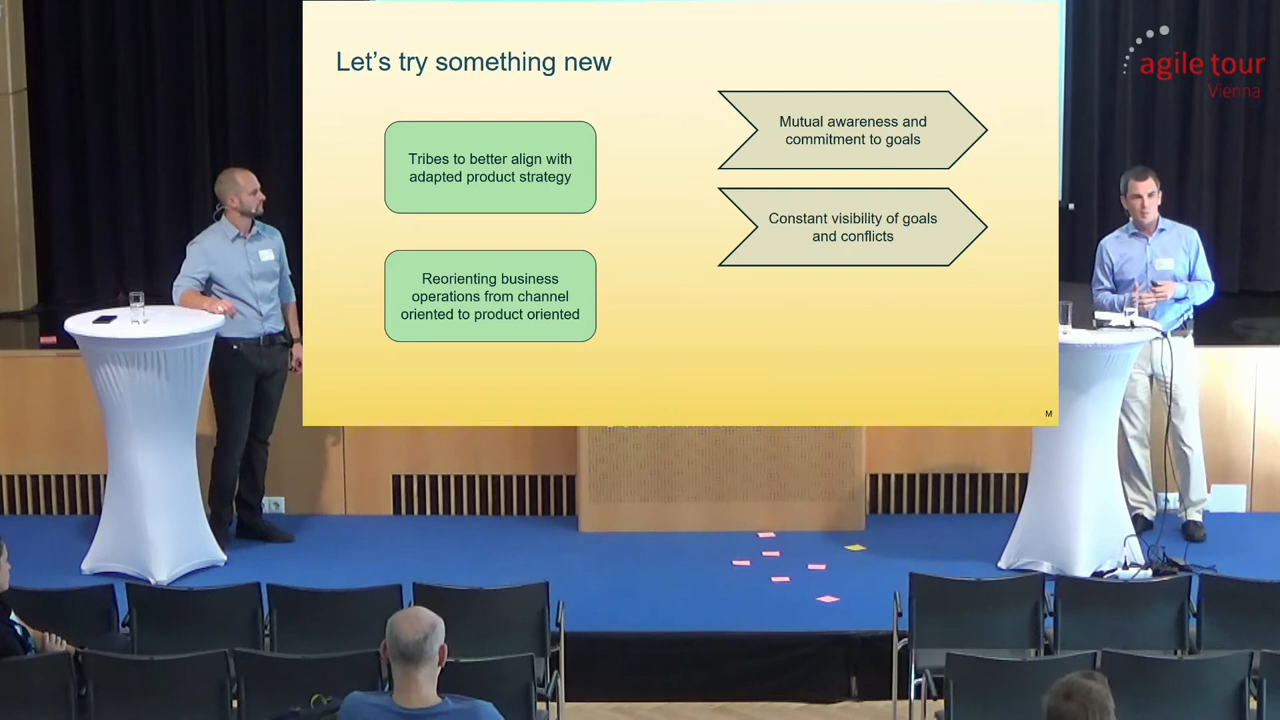 Let's try something new
Tribes to better align with
adapted product strategy
Reorienting business
operations from channel
oriented to product oriented
Mutual awareness and
commitment to goals
Constant visibility of goals
and conflicts
M
agile tour
Vienna